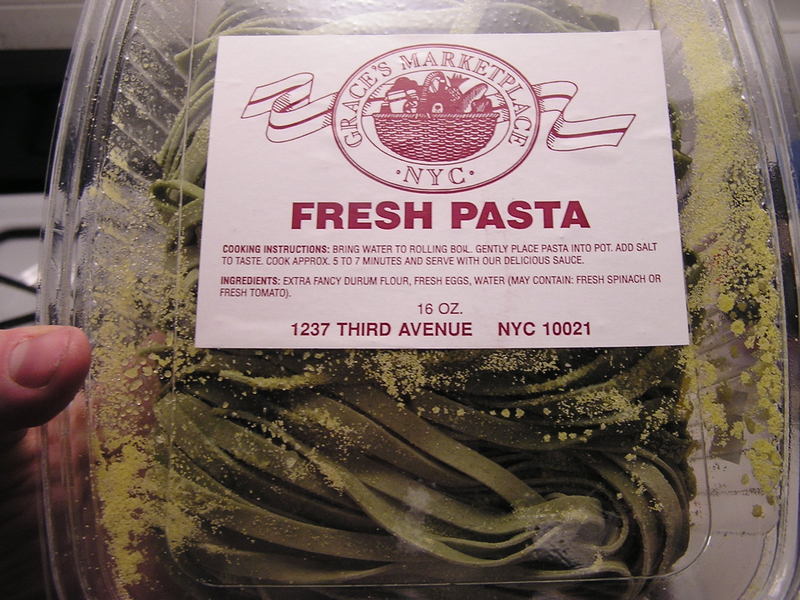 GRACE'S MARKETPLACE
·NYC·
FRESH PASTA
COOKING INSTRUCTIONS: BRING WATER TO ROLLING BOIL. GENTLY PLACE PASTA INTO POT. ADD SALT
TO TASTE. COOK APPROX. 5 TO 7 MINUTES AND SERVE WITH OUR DELICIOUS SAUCE.
INGREDIENTS: EXTRA FANCY DURUM FLOUR, FRESH EGGS, WATER (MAY CONTAIN: FRESH SPINACH OR
FRESH TOMATO).
16 OZ.
1237 THIRD AVENUE NYC 10021